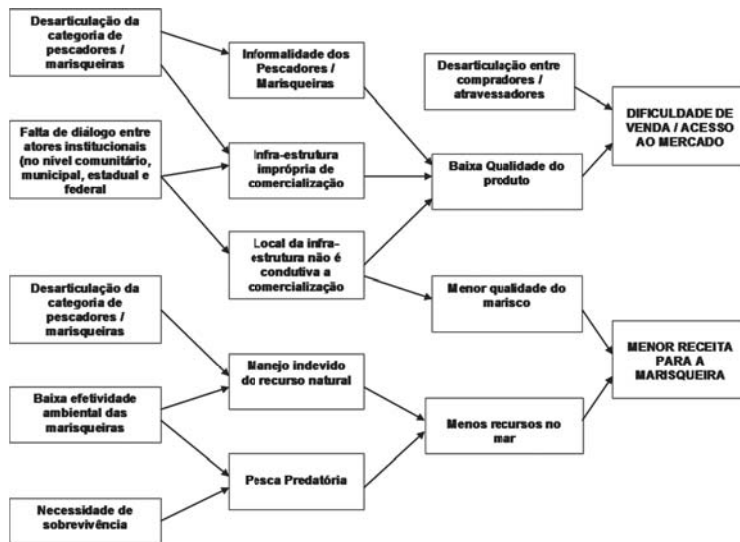 Desarticulação da
categoria de
pescadores /
marisqueiras
Informalidade dos
Pescadores /
Marisqueiras
Desarticulação entre
compradores /
atravessadores
DIFICULDADE DE
VENDA / ACESSO
AO MERCADO
Falta de diálogo entre
atores institucionais
(no nível comunitário,
municipal, estadual e
federal
Infra-estrutura
imprópria de
comercialização
Baixa Qualidade do
produto
Local da infra-
estrutura não é
condutiva a
comercialização
Desarticulação da
categoria de
pescadores /
marisqueiras
Menor qualidade do
marisco
MENOR RECEITA
PARA A
MARISQUEIRA
Manejo indevido
do recurso natural
Baixa efetividade
ambiental das
marisqueiras
Menos recursos no
mar
Pesca Predatória
Necessidade de
sobrevivência